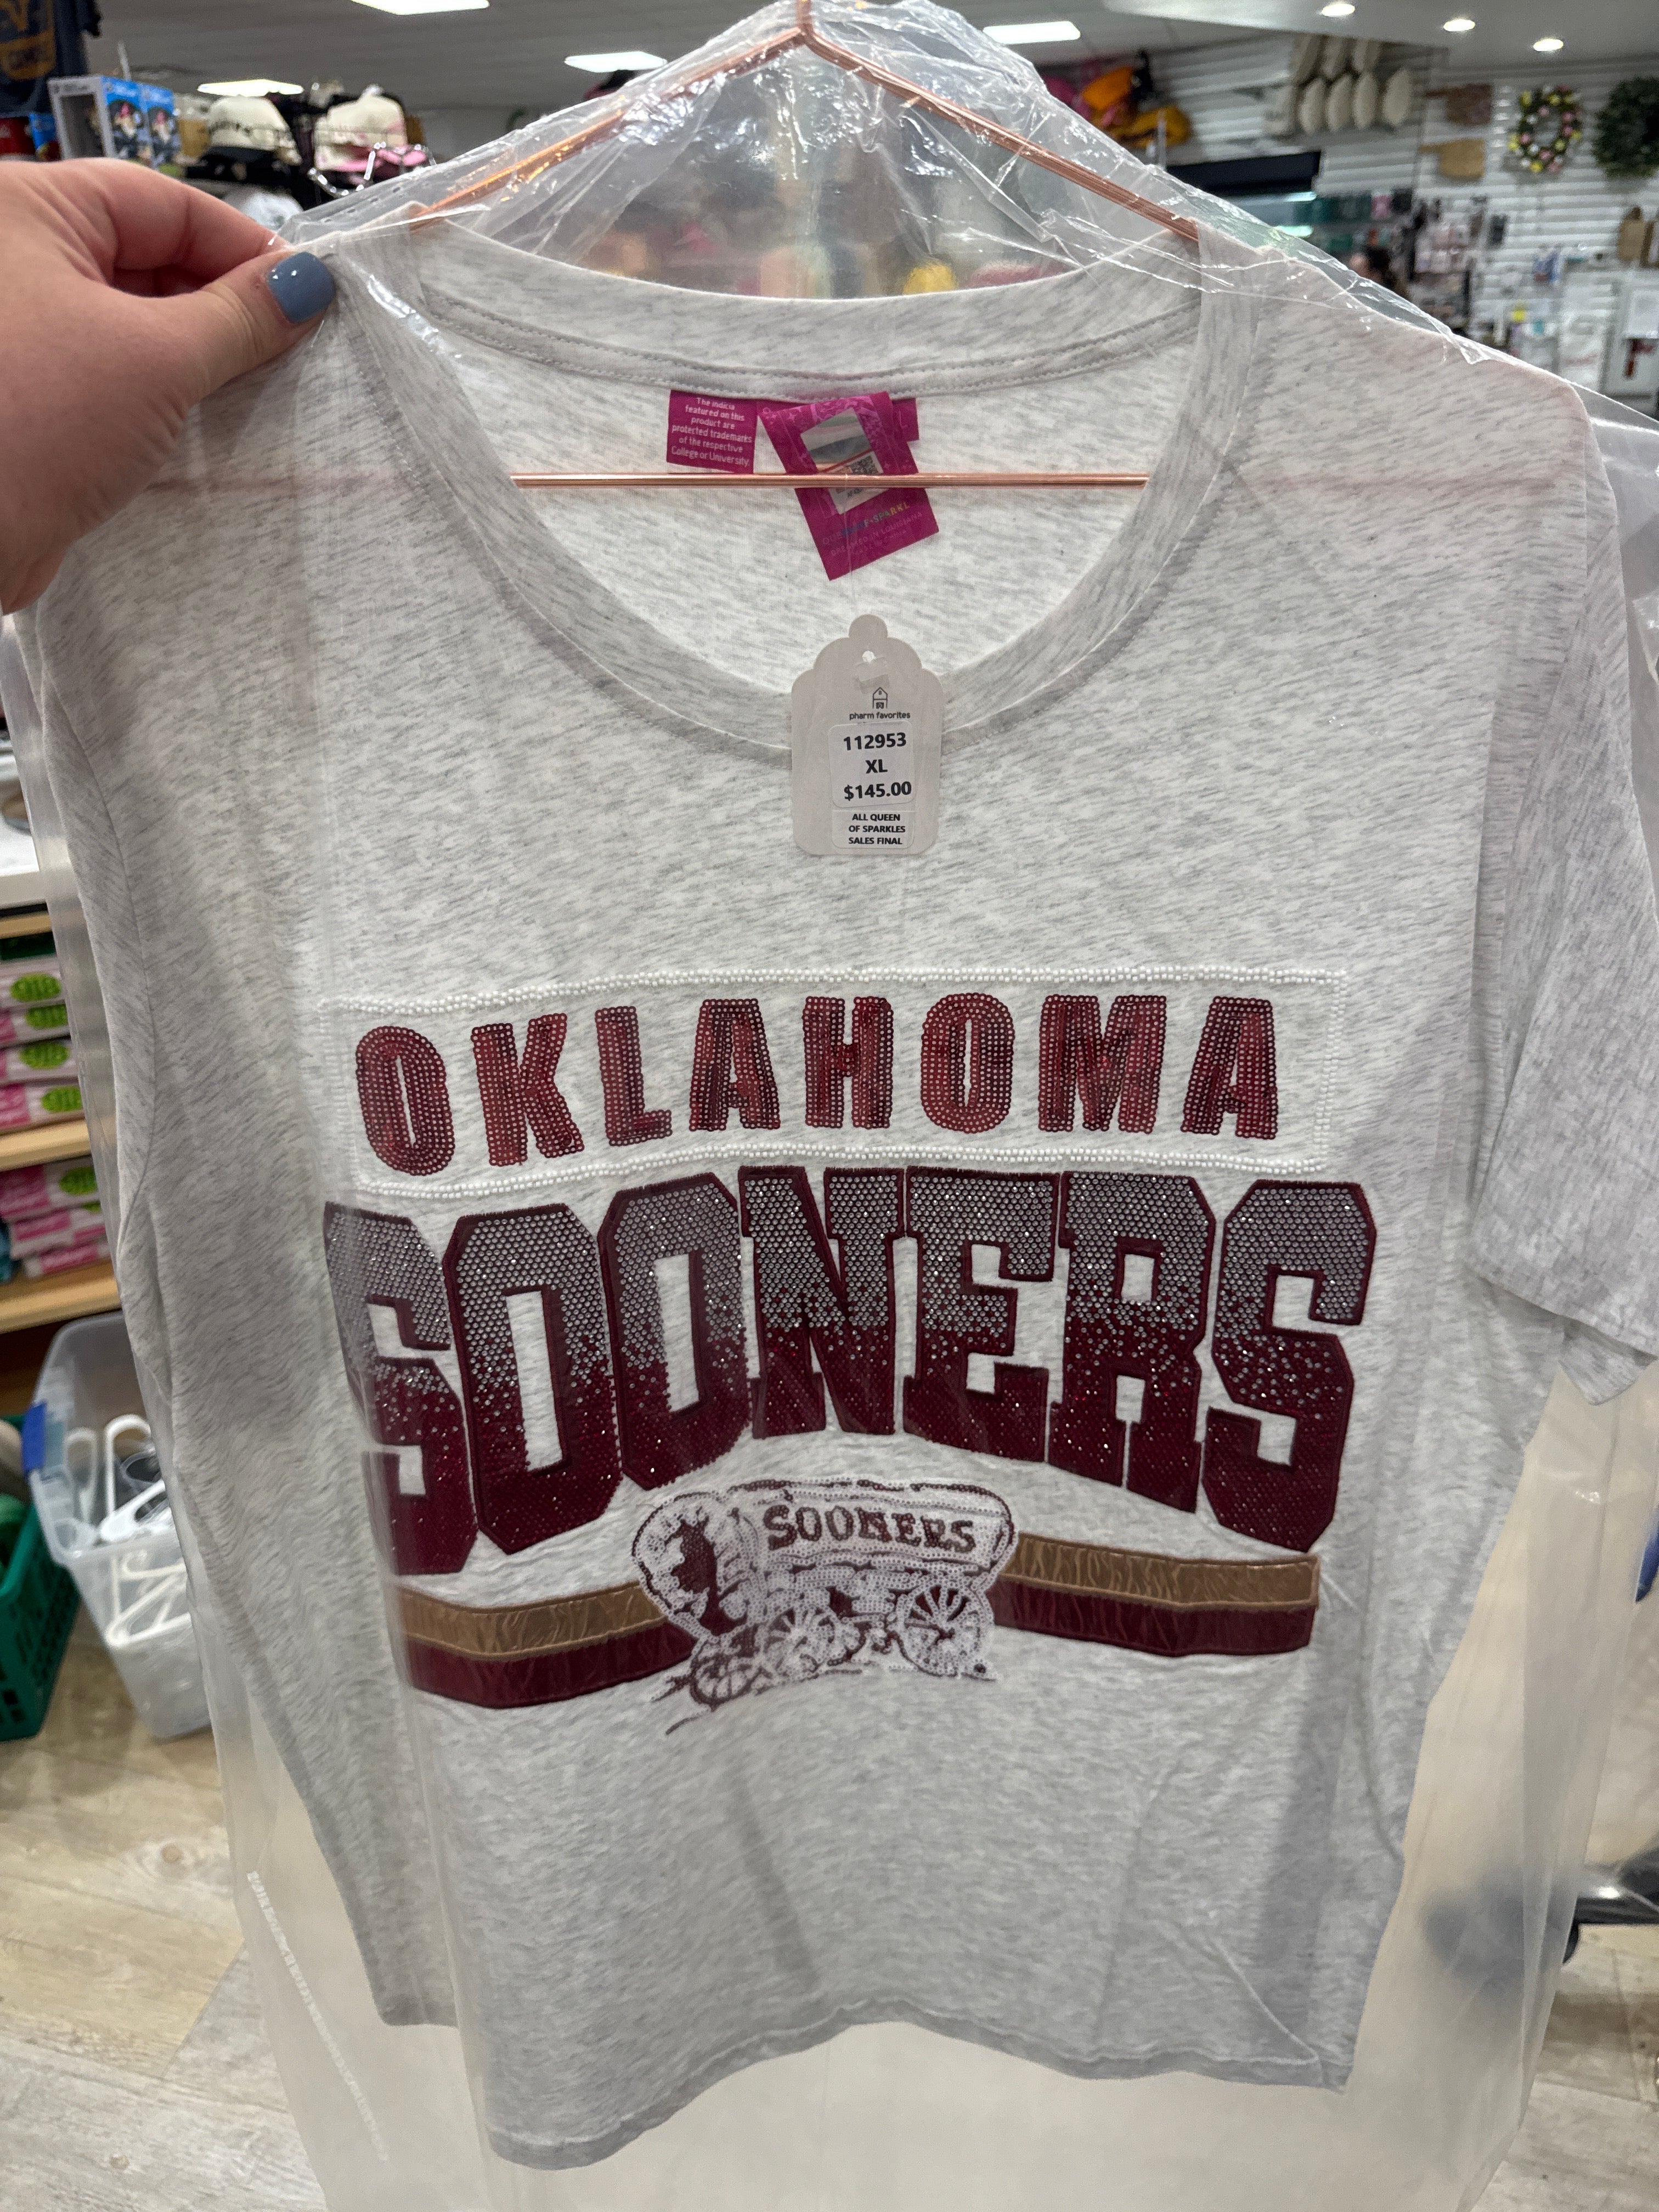 The indicia
featured on this
product are
protected trademarks
of the respective
College or University
pharm favorites
112953
XL
$145.00
ALL QUEEN
OF SPARKLES
SALES FINAL
OKLAHOMA
SOONERS
SOONERS